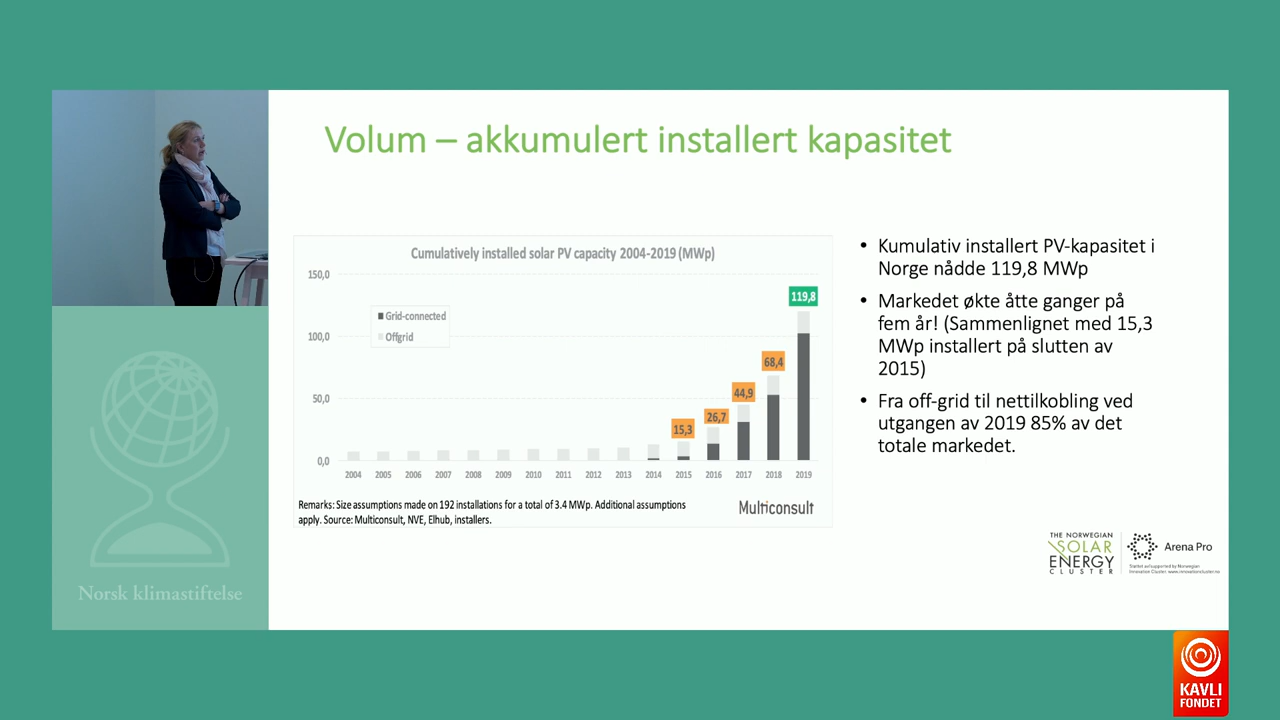 Volum – akkumulert installert kapasitet
Cumulatively installed solar PV capacity 2004-2019 (MWp)
150,0
100,0
50,0
0,0
Grid-connected
Offgrid
15,3
26,7
44,9
68,4
119,8
2004 2005 2006 2007 2008 2009 2010 2011 2012 2013 2014 2015 2016 2017 2018 2019
Remarks: Size assumptions made on 192 installations for a total of 3.4 MWp. Additional assumptions
apply. Source: Multiconsult, NVE, Elhub, installers.
Multiconsult
• Kumulativ installert PV-kapasitet i
Norge nådde 119,8 MWp
• Markedet økte åtte ganger på
fem år! (Sammenlignet med 15,3
MWp installert på slutten av
2015)
• Fra off-grid til nettilkobling ved
utgangen av 2019 85% av det
totale markedet.
THE NORWEGIAN
SOLAR
ENERGY
CLUSTER
Arena Pro
Norsk klimastiftelse
KAVLI
FONDET